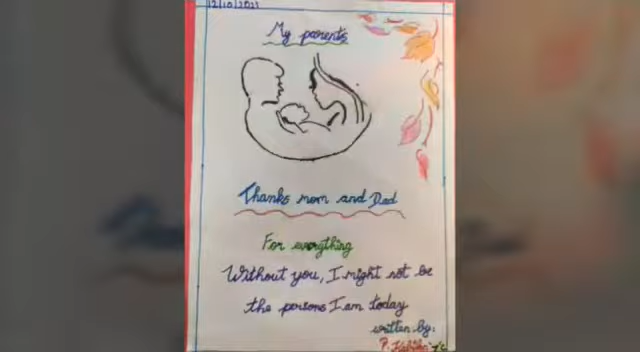 12/10/2021
My parents
Thanks mom and Dad
For everything
Without you, I might not be
the persons I am today
written by:
P.